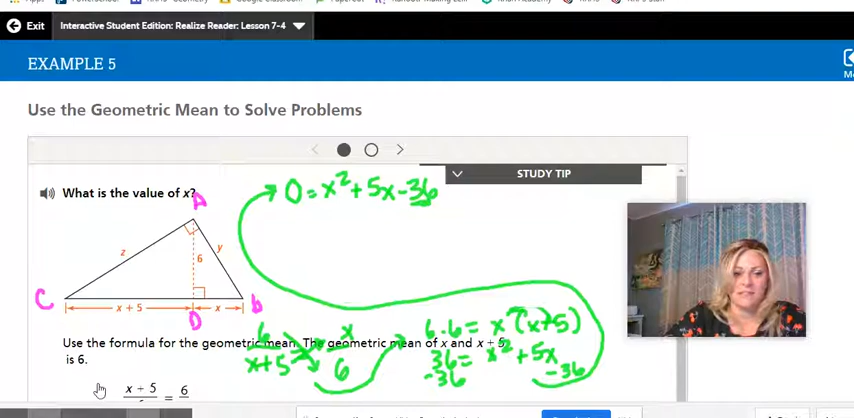 Exit
Interactive Student Edition: Realize Reader: Lesson 7-4
EXAMPLE 5
Use the Geometric Mean to Solve Problems
STUDY TIP
What is the value of x?
0 = x² + 5x - 36
A
z
y
6
C
b
x + 5
x
D
Use the formula for the geometric mean. The geometric mean of x and x + 5
is 6.
6/x+5 = x/6
6·6 = x(x+5)
36 = x² + 5x
-36 -36
x + 5 = 6